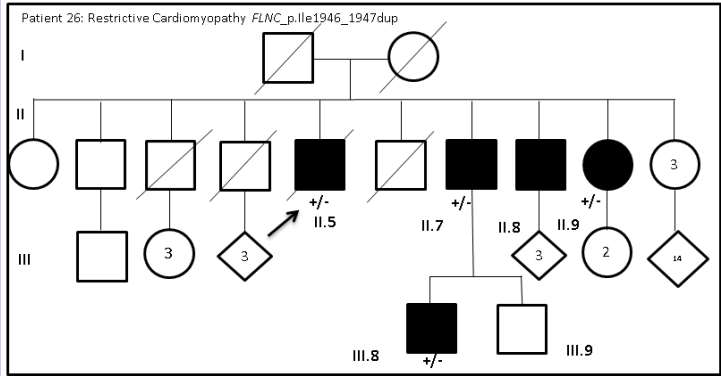 Patient 26: Restrictive Cardiomyopathy FLNC_p.Ile1946_1947dup
I
II
3
+/-
II.5
+/-
II.7
II.8
+/-
II.9
III
3
3
3
2
14
III.8
+/-
III.9